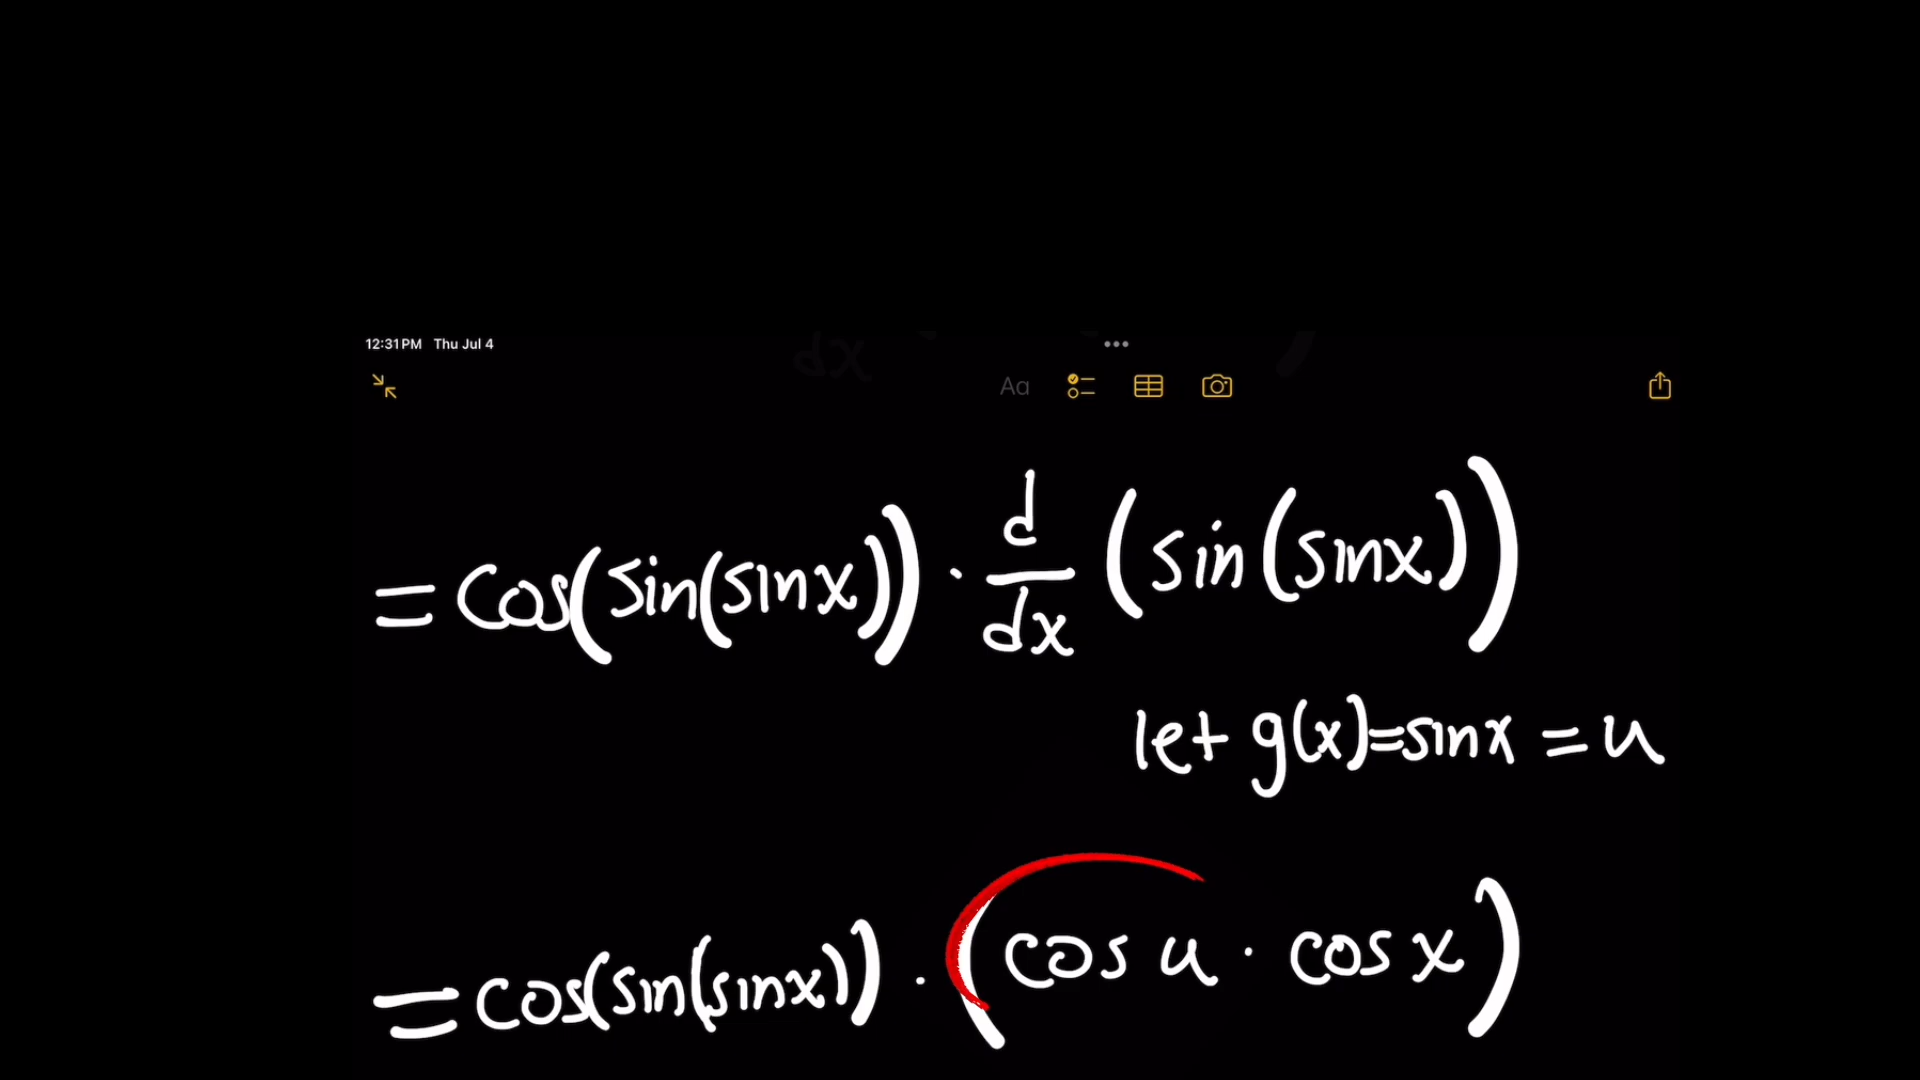 12:31 PM Thu Jul 4
Aa
= cos(sin(sinx)) · d/dx (sin(sinx))
let g(x)=sinx = u
= cos(sin(sinx)) · (cos u · cos x)